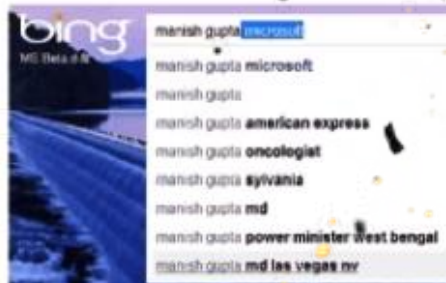 bing
manish gupta microsoft
MS Beta
manish gupta microsoft
manish gupta
manish gupta american express
manish gupta oncologist
manish gupta sylvania
manish gupta md
manish gupta power minister west bengal
manish gupta md las vegas nv